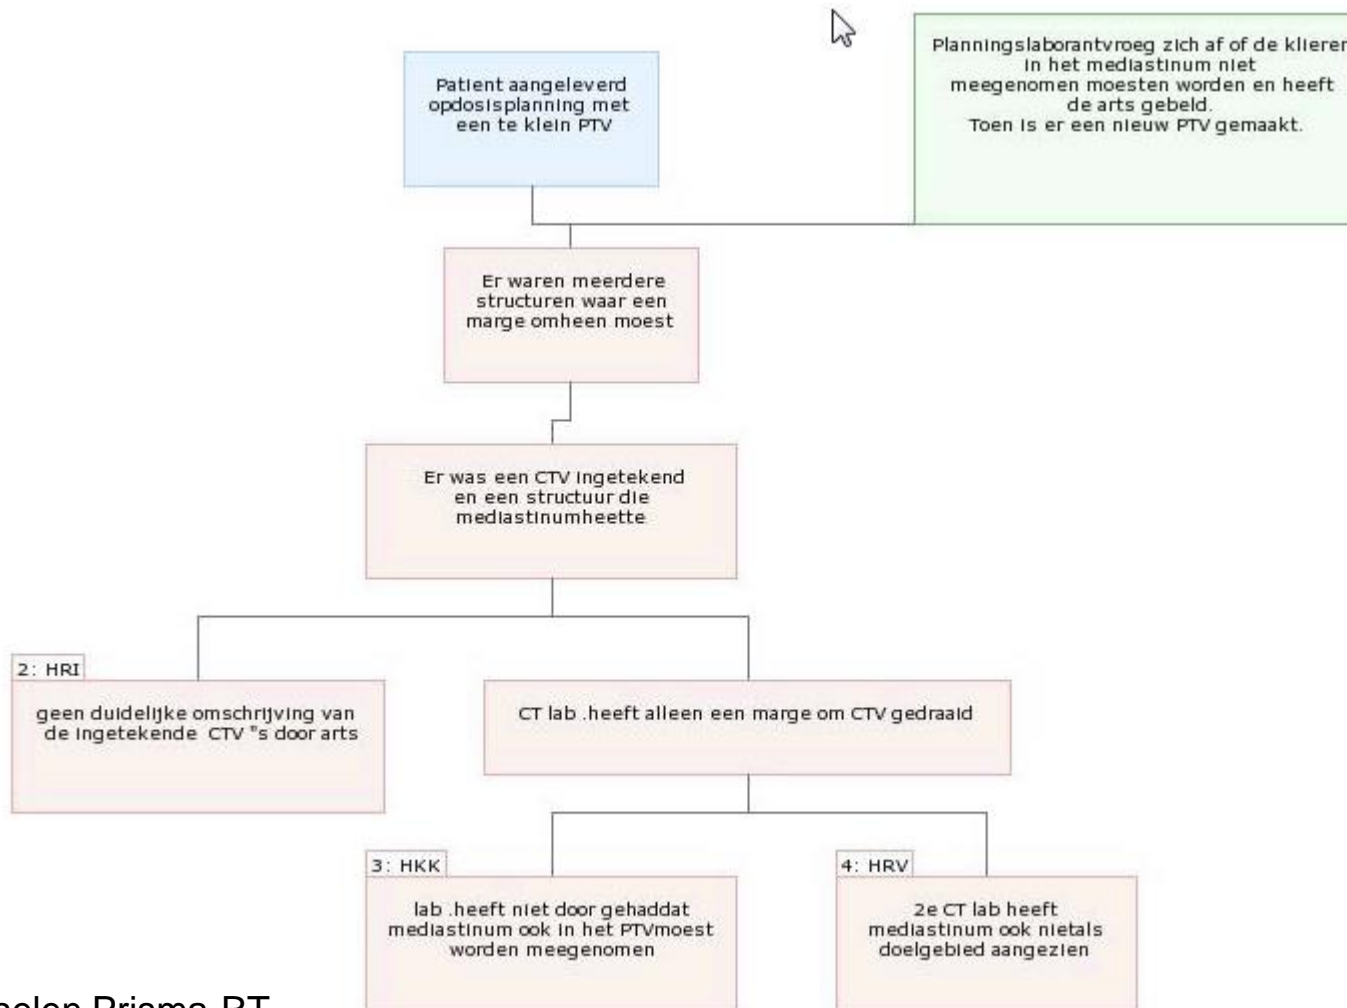 Patient aangeleverd
opdosisplanning met
een te klein PTV
Planningslaborantvroeg zich af of de klieren
in het mediastinum niet
meegenomen moesten worden en heeft
de arts gebeld.
Toen is er een nieuw PTV gemaakt.
Er waren meerdere
structuren waar een
marge omheen moest
Er was een CTV ingetekend
en een structuur die
mediastinumheette
2: HRI
geen duidelijke omschrijving van
de ingetekende CTV "s door arts
CT lab .heeft alleen een marge om CTV gedraaid
3: HKK
lab .heeft niet door gehaddat
mediastinum ook in het PTVmoest
worden meegenomen
4: HRV
2e CT lab heeft
mediastinum ook nietals
doelgebied aangezien
Prisma-RT